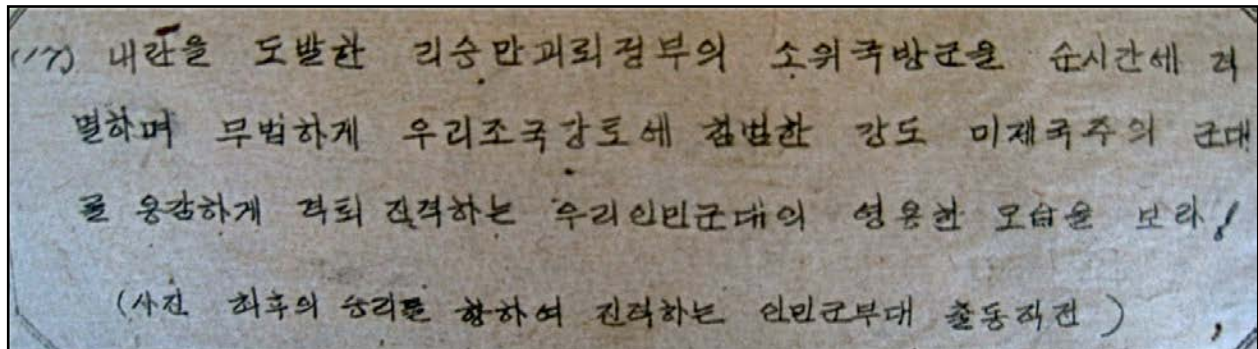 (17) 내란을 도발한 리승만괴뢰정부의 소위국방군을 순시간에 격
멸하며 무법하게 우리조국강토에 침범한 강도 미제국주의 군대
를 용감하게 격퇴 진격하는 우리인민군대의 영용한 모습을 보라!
(사진 최후의 승리를 향하여 진격하는 인민군부대 출동직전)